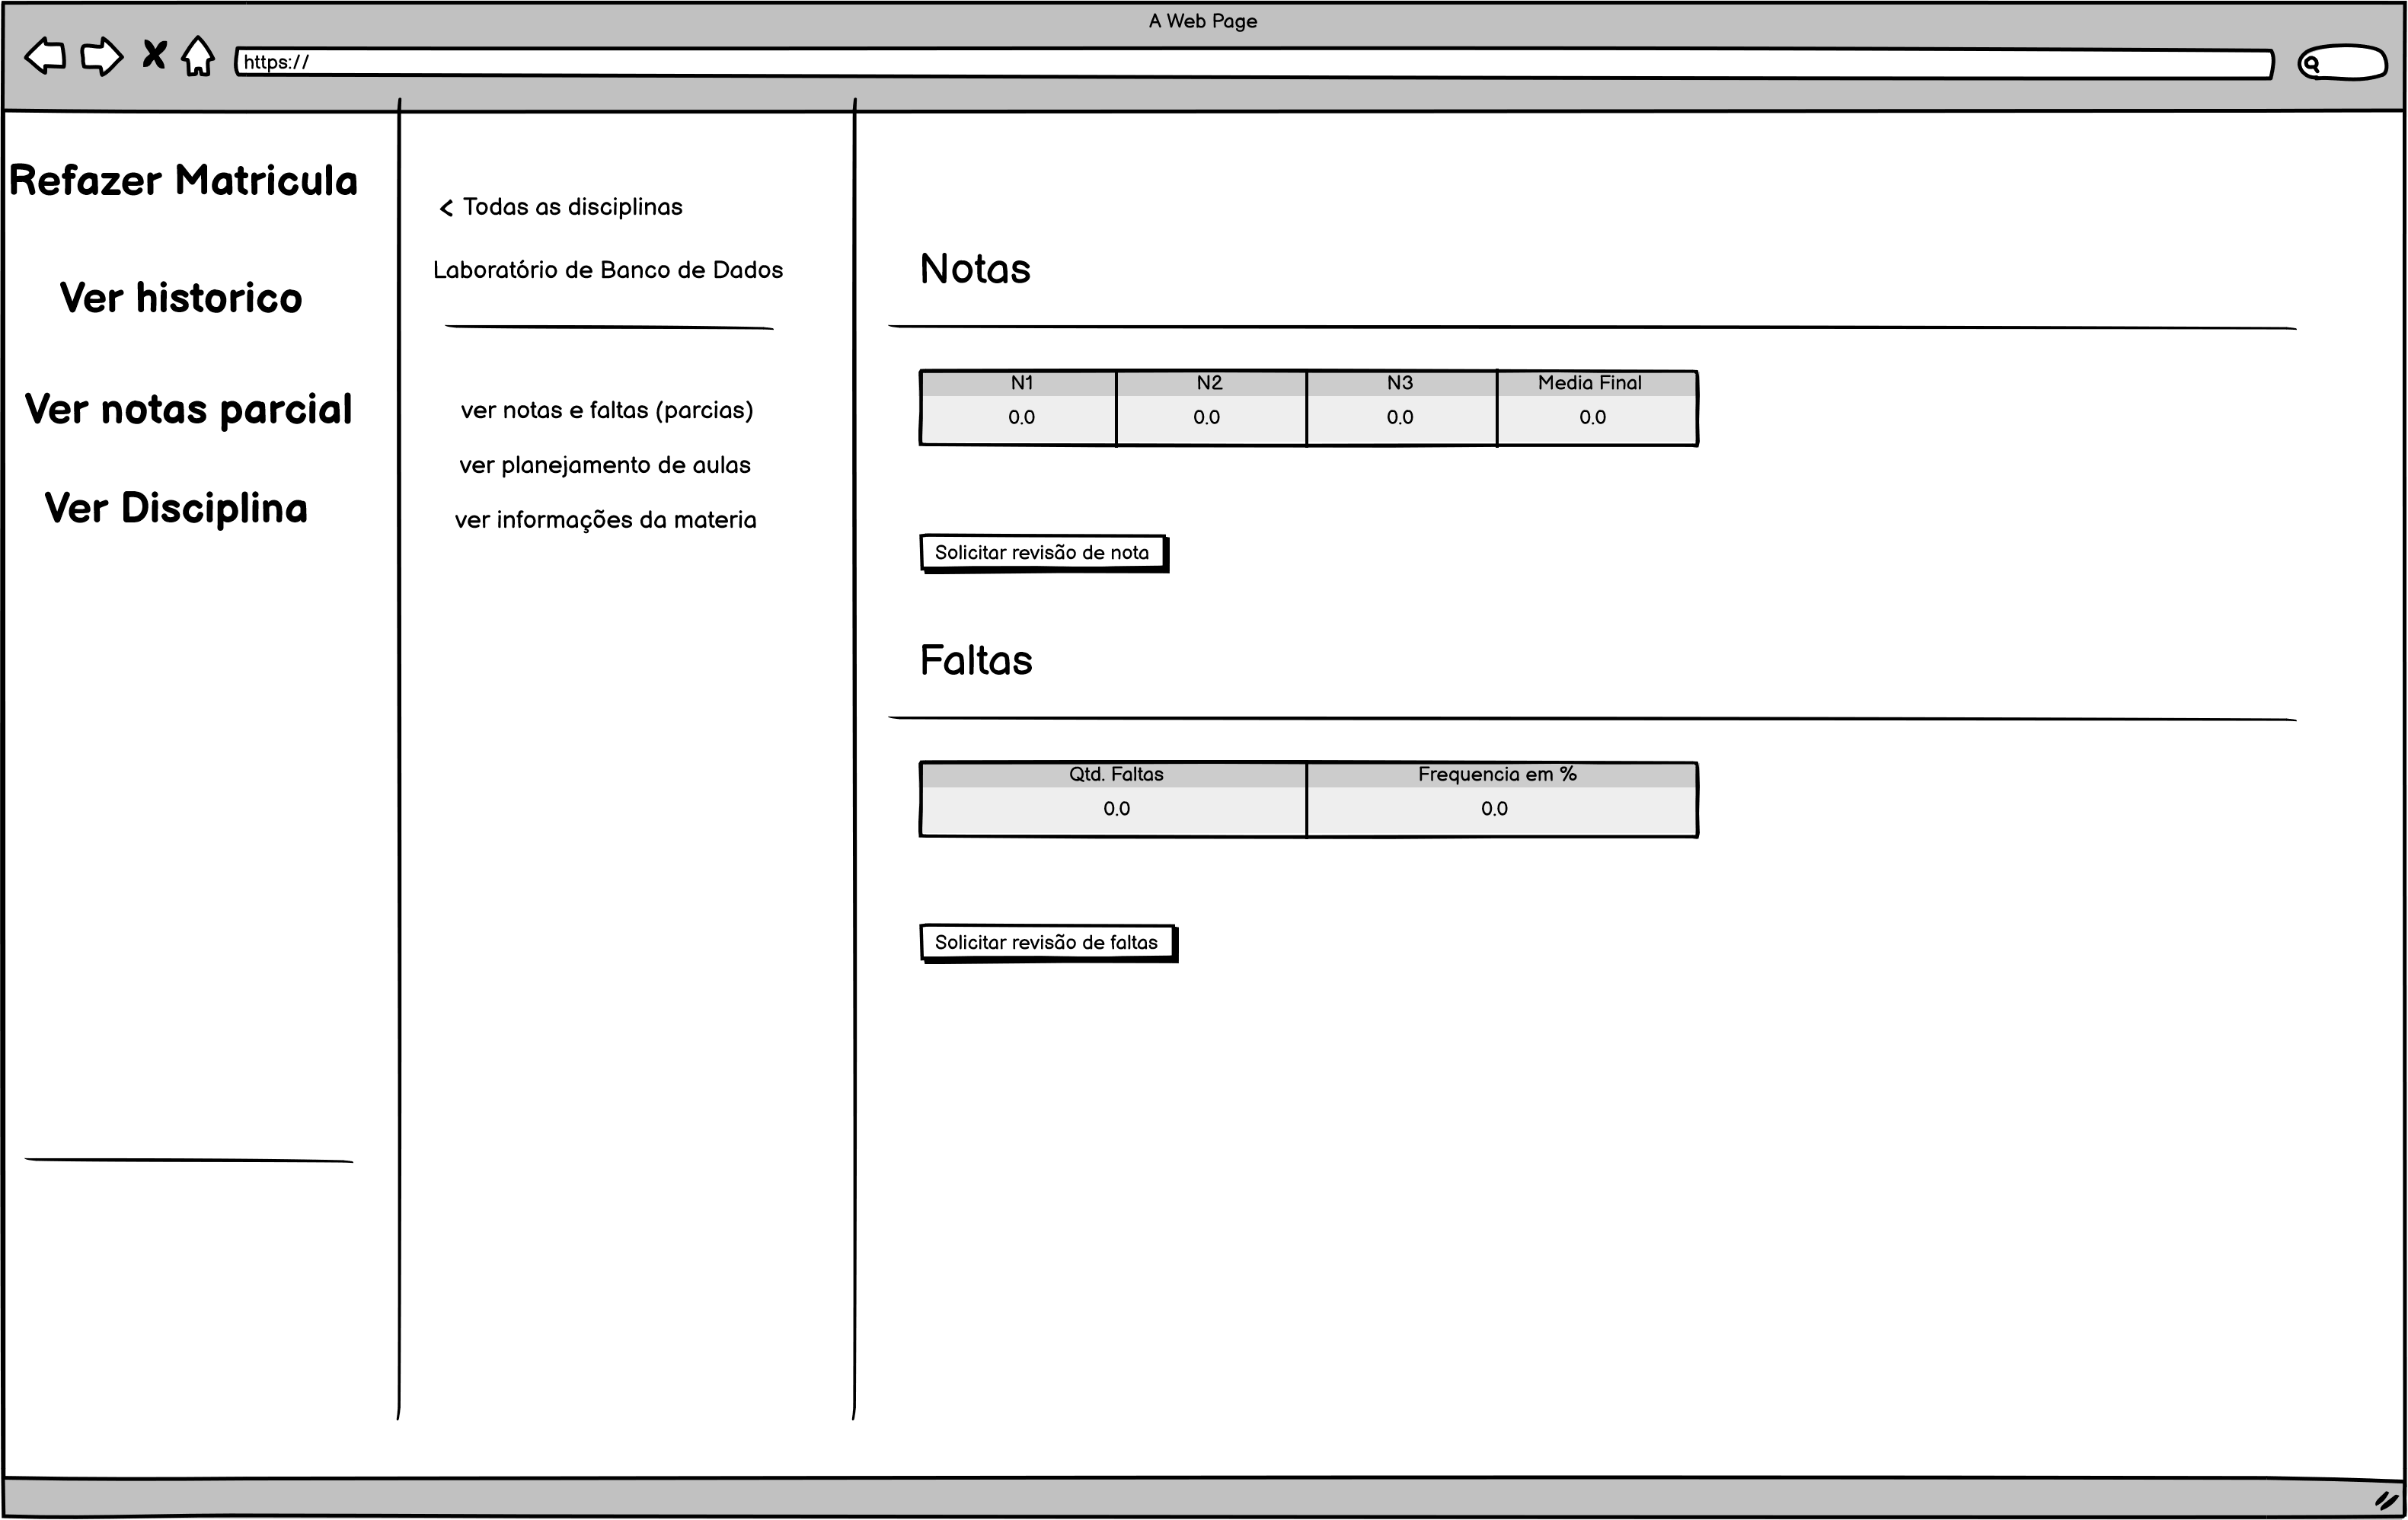 A Web Page
https://
Refazer Matricula
Ver historico
Ver notas parcial
Ver Disciplina
< Todas as disciplinas
Laboratório de Banco de Dados
ver notas e faltas (parcias)
ver planejamento de aulas
ver informações da materia
Notas
N1 N2 N3 Media Final
0.0 0.0 0.0 0.0
Solicitar revisão de nota
Faltas
Qtd. Faltas Frequencia em %
0.0 0.0
Solicitar revisão de faltas